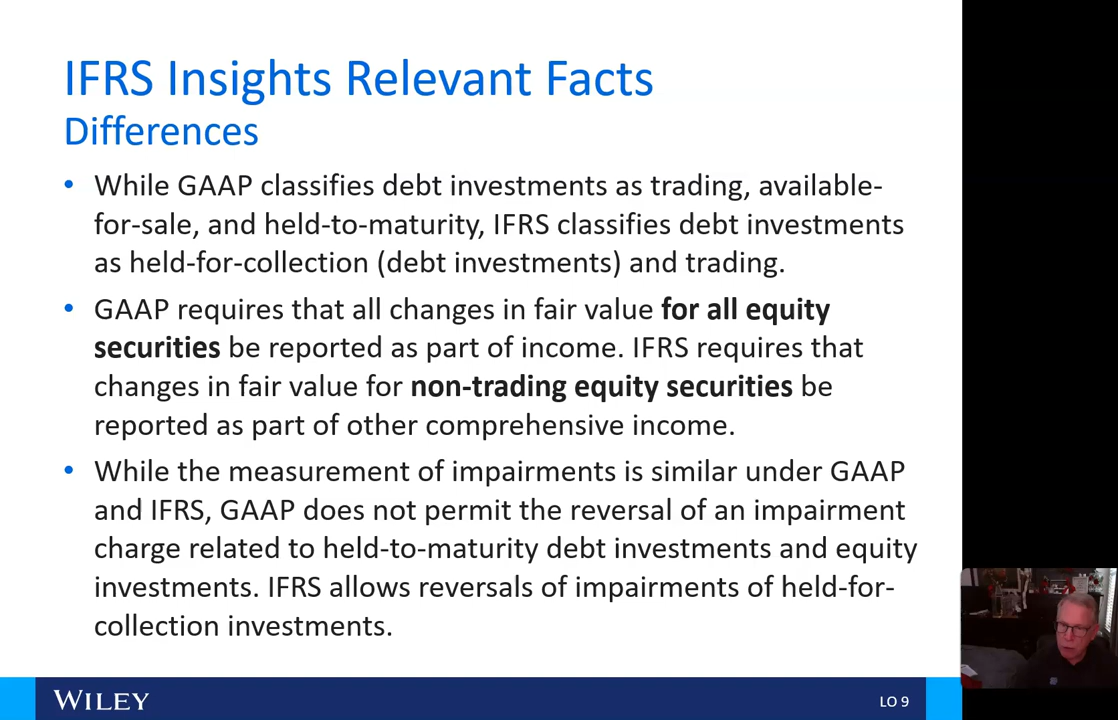 IFRS Insights Relevant Facts
Differences
• While GAAP classifies debt investments as trading, available-
for-sale, and held-to-maturity, IFRS classifies debt investments
as held-for-collection (debt investments) and trading.
• GAAP requires that all changes in fair value for all equity
securities be reported as part of income. IFRS requires that
changes in fair value for non-trading equity securities be
reported as part of other comprehensive income.
• While the measurement of impairments is similar under GAAP
and IFRS, GAAP does not permit the reversal of an impairment
charge related to held-to-maturity debt investments and equity
investments. IFRS allows reversals of impairments of held-for-
collection investments.
WILEY
LO 9